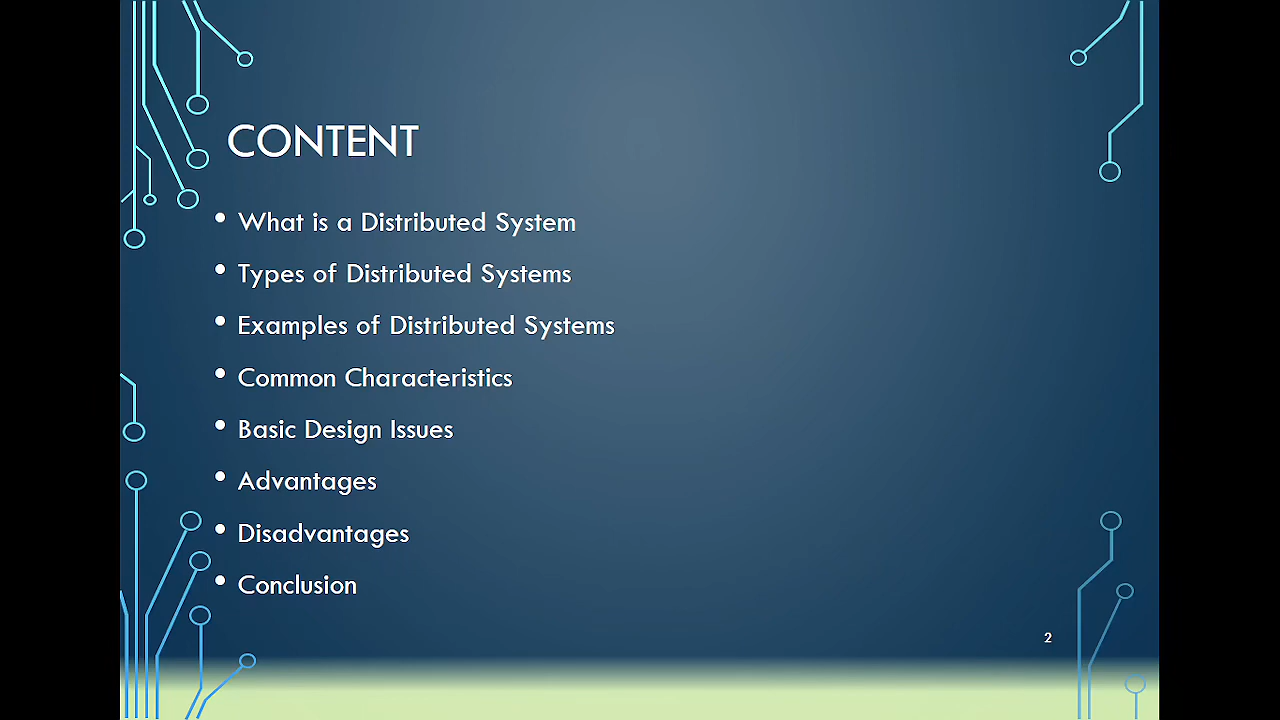 CONTENT
• What is a Distributed System
• Types of Distributed Systems
• Examples of Distributed Systems
• Common Characteristics
• Basic Design Issues
• Advantages
• Disadvantages
• Conclusion
2